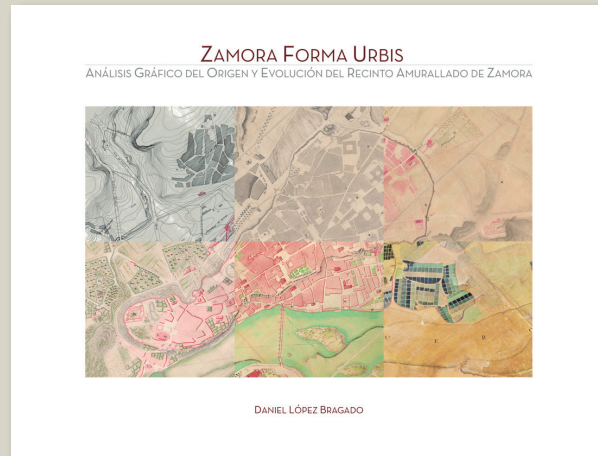 Zamora Forma Urbis
Análisis Gráfico del Origen y Evolución del Recinto Amurallado de Zamora
U E R
Daniel López Bragado